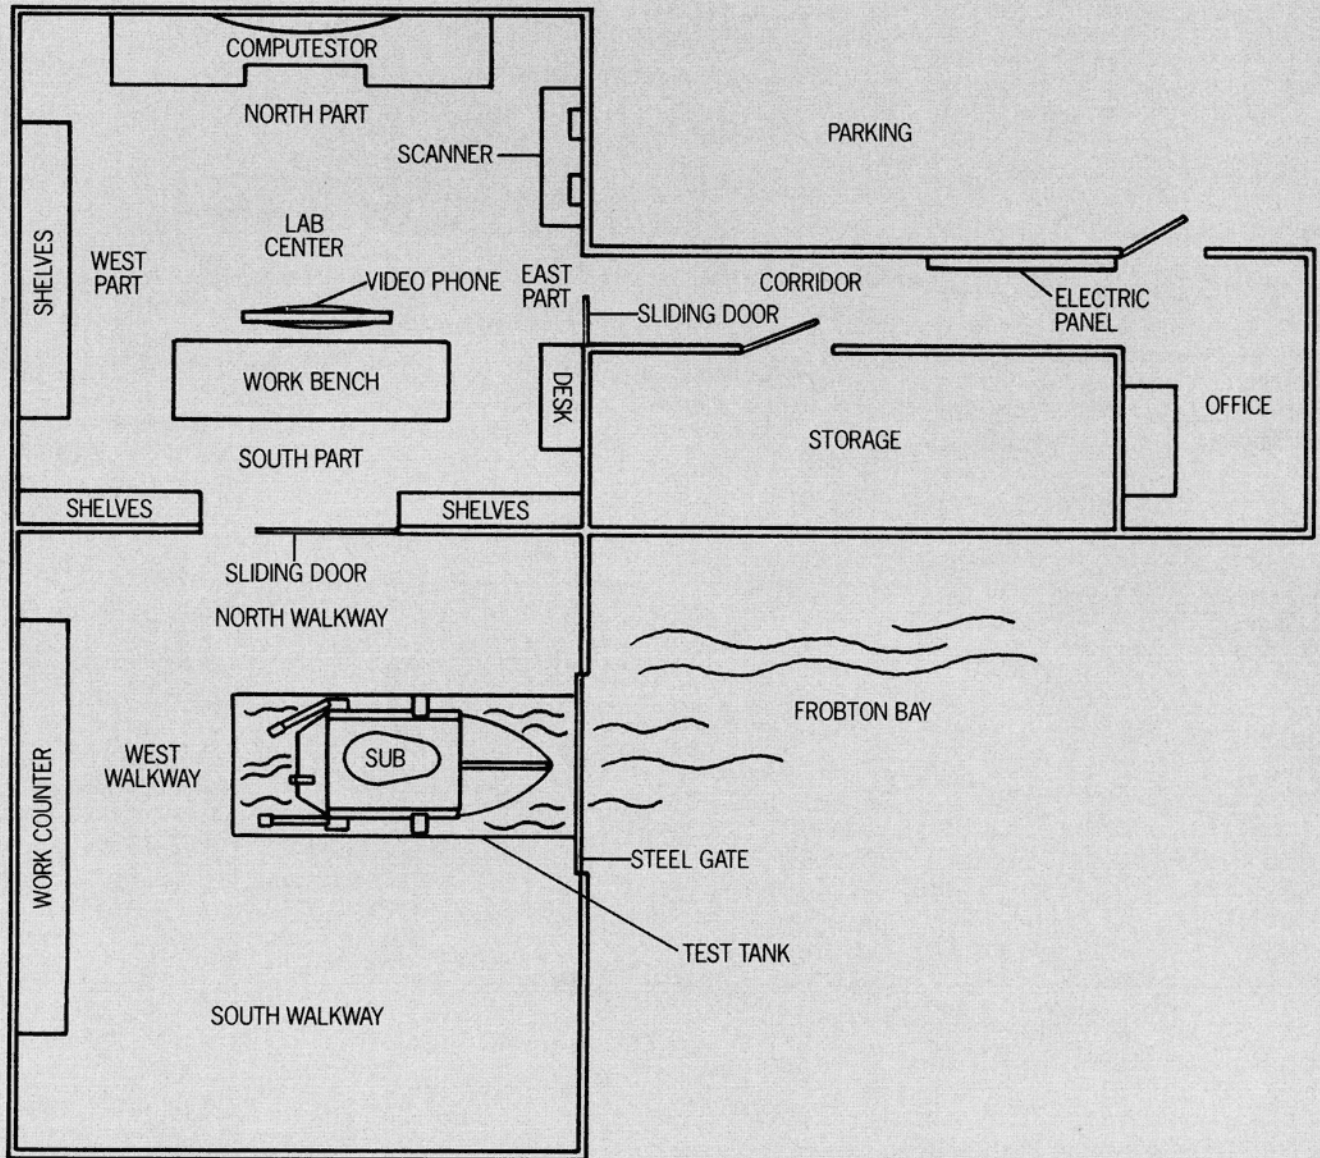 COMPUTESTOR
NORTH PART
PARKING
SCANNER
LAB
CENTER
SHELVES
WEST
PART
VIDEO PHONE
EAST
PART
CORRIDOR
SLIDING DOOR
ELECTRIC
PANEL
WORK BENCH
DESK
OFFICE
STORAGE
SOUTH PART
SHELVES
SHELVES
SLIDING DOOR
NORTH WALKWAY
FROBTON BAY
WEST
WALKWAY
SUB
WORK COUNTER
STEEL GATE
TEST TANK
SOUTH WALKWAY